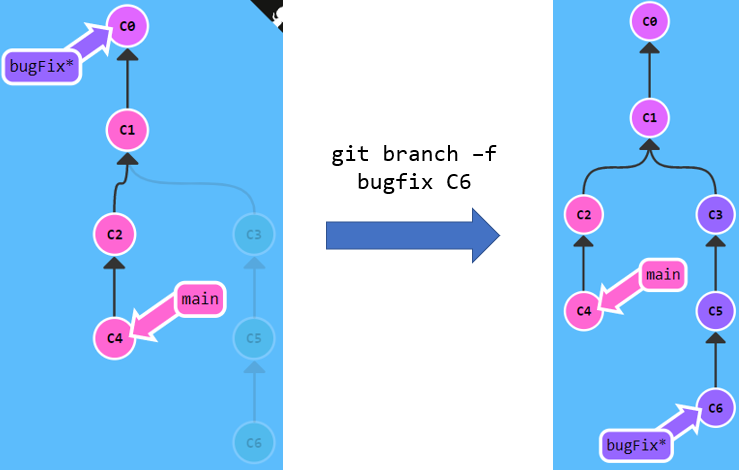 C0
bugFix*
C1
C2
C3
main
C4
C5
C6
git branch –f
bugfix C6
C0
C1
C2
C3
main
C4
C5
C6
bugFix*